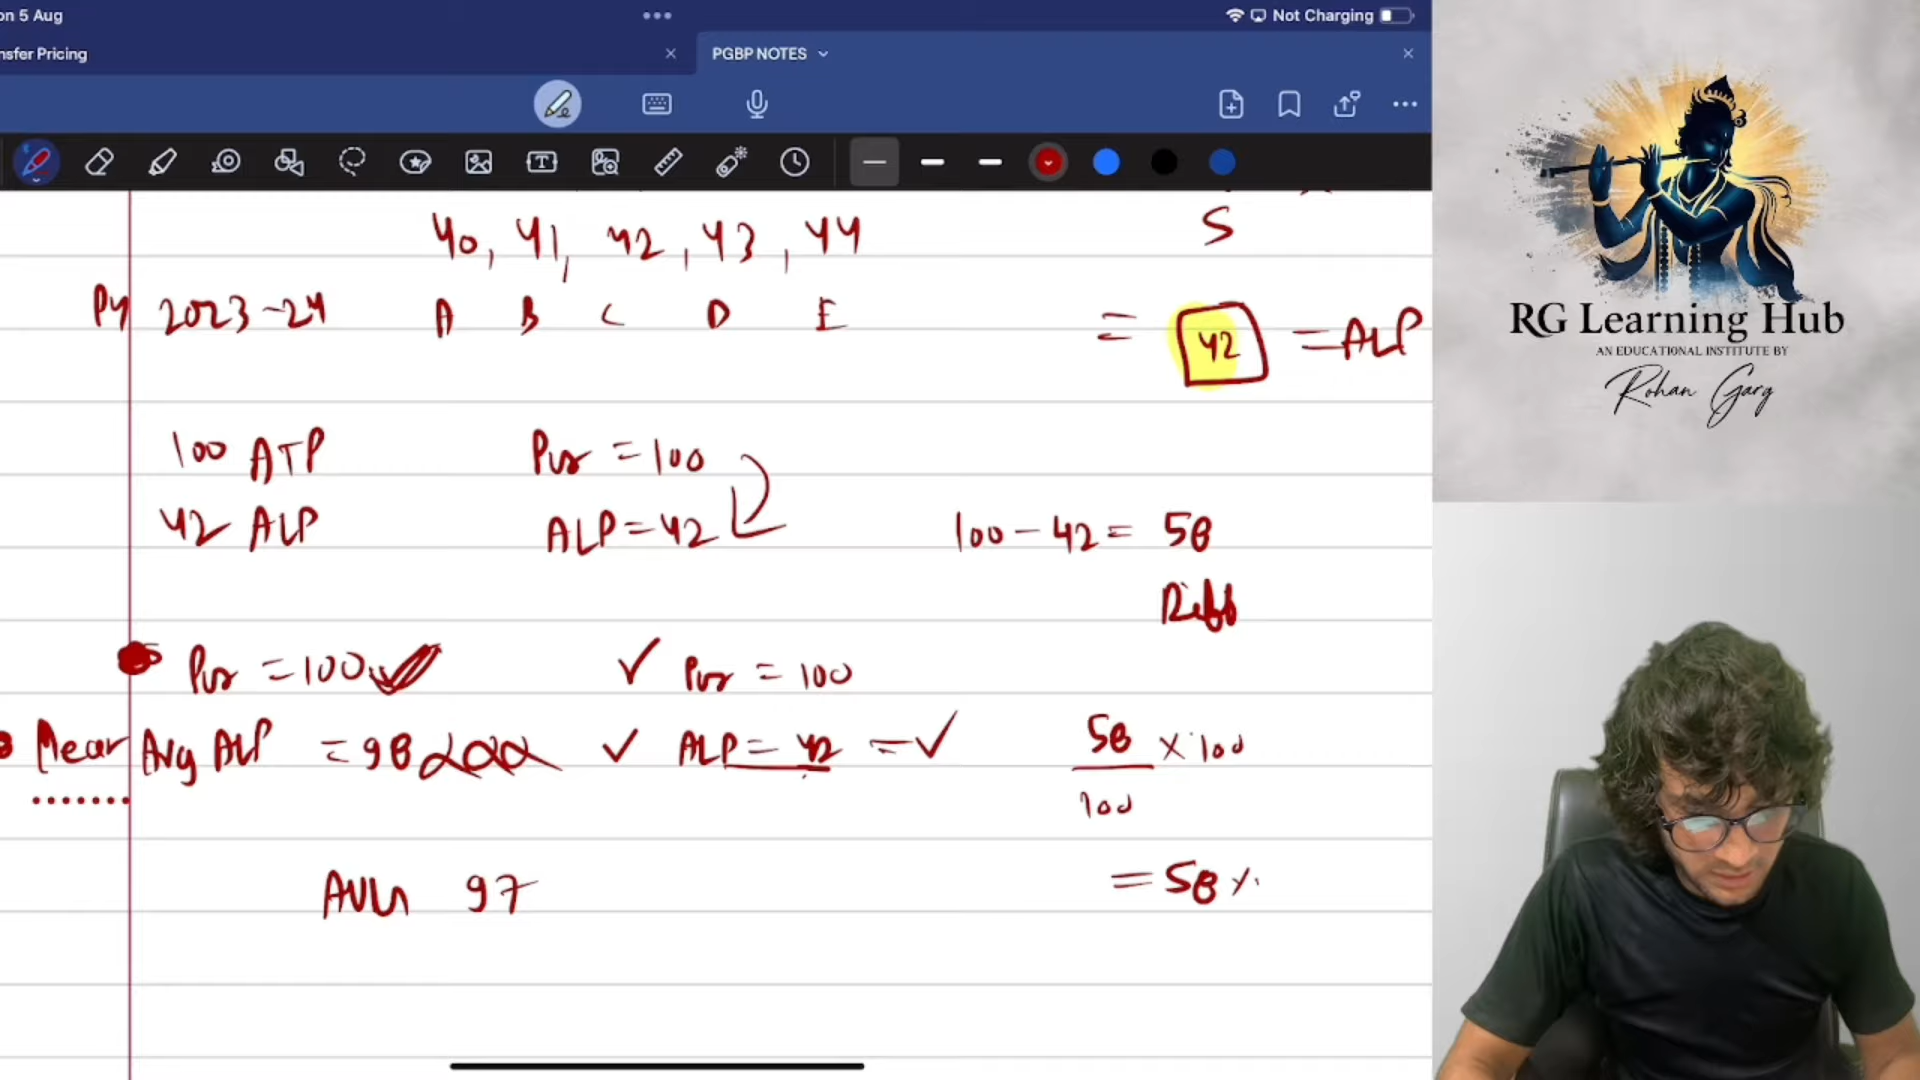 on 5 Aug
Not Charging
nsfer Pricing
PGBP NOTES
40, 41, 42, 43, 44
5
PY 2023-24 A B C D E
= 42 = ALP
100 ATP Pur = 100
42 ALP ALP = 42 100 - 42 = 58
Diff
Pur = 100 ✓ Pur = 100
Mean Avg ALP = 98 ✓ ALP = 42 = ✓ 58 × 100
100
97 = 58 %
RG Learning Hub
AN EDUCATIONAL INSTITUTE BY
Rohan Garg